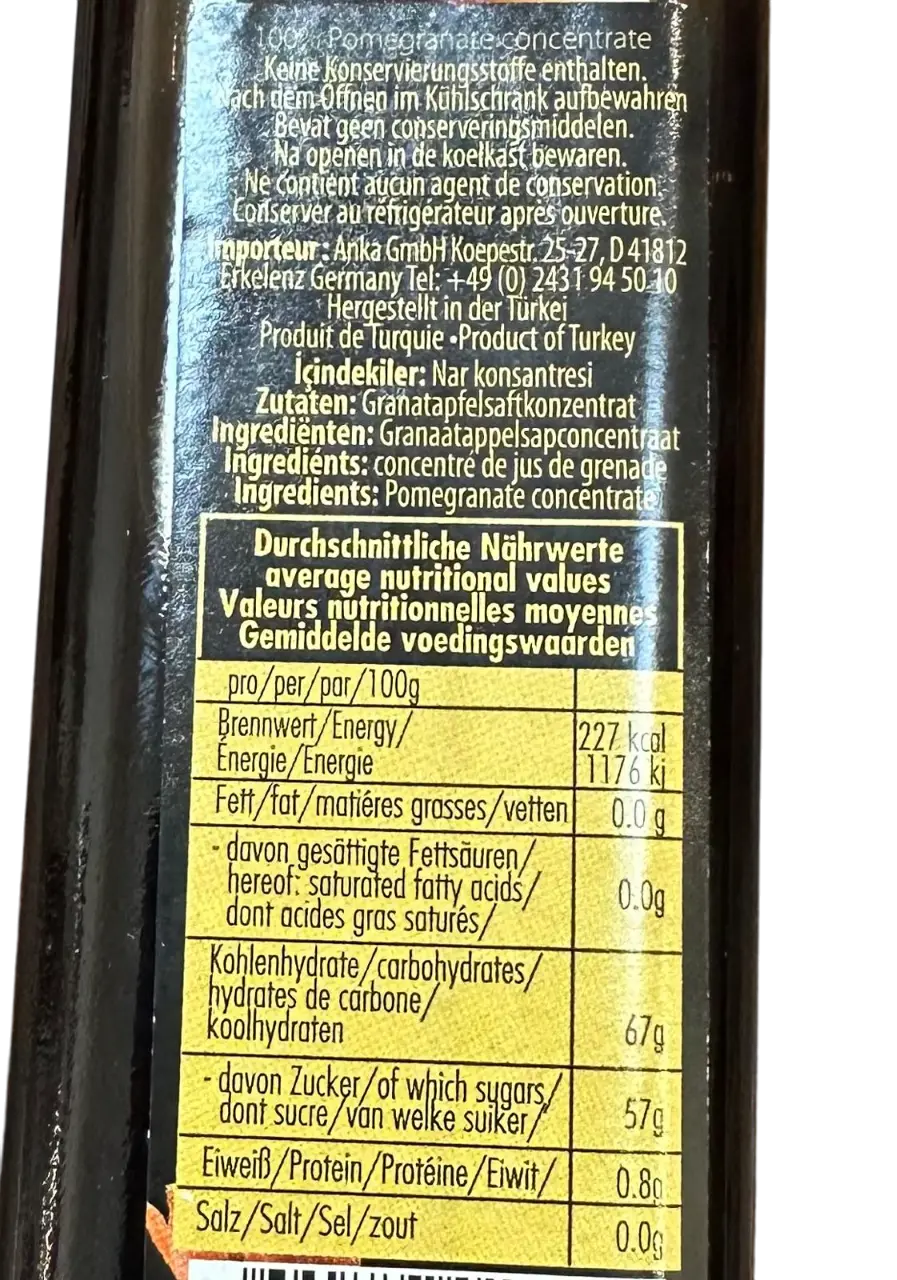 100% Pomegranate concentrate
Keine Konservierungsstoffe enthalten.
Nach dem Öffnen im Kühlschrank aufbewahren
Bevat geen conserveringsmiddelen.
Na openen in de koelkast bewaren.
Ne contient aucun agent de conservation.
Conserver au réfrigérateur aprés ouverture.
Importeur: Anka GmbH Koepestr. 25-27, D 41812
Erkelenz Germany Tel: +49 (0) 2431 94 50 10
Hergestellt in der Türkei
Produit de Turquie •Product of Turkey
İçindekiler: Nar konsantresi
Zutaten: Granatapfelsaftkonzentrat
Ingrediënten: Granaatappelsapconcentraat
Ingrediénts: concentré de jus de grenade
Ingredients: Pomegranate concentrate
Durchschnittliche Nährwerte
average nutritional values
Valeurs nutritionnelles moyennes
Gemiddelde voedingswaarden
pro/per/par/100g
Brennwert/Energy/ 227 kcal
Énergie/Energie 1176 kj
Fett/fat/matiéres grasses/vetten 0.0 g
- davon gesättigte Fettsäuren/
hereof: saturated fatty acids/ 0.0g
dont acides gras saturés/
Kohlenhydrate/carbohydrates/
hydrates de carbone/
koolhydraten 67g
- davon Zucker/of which sugars/
dont sucre/van welke suiker/ 57g
Eiweiß/Protein/Protéine/Eiwit/ 0.8g
Salz/Salt/Sel/zout 0.0g